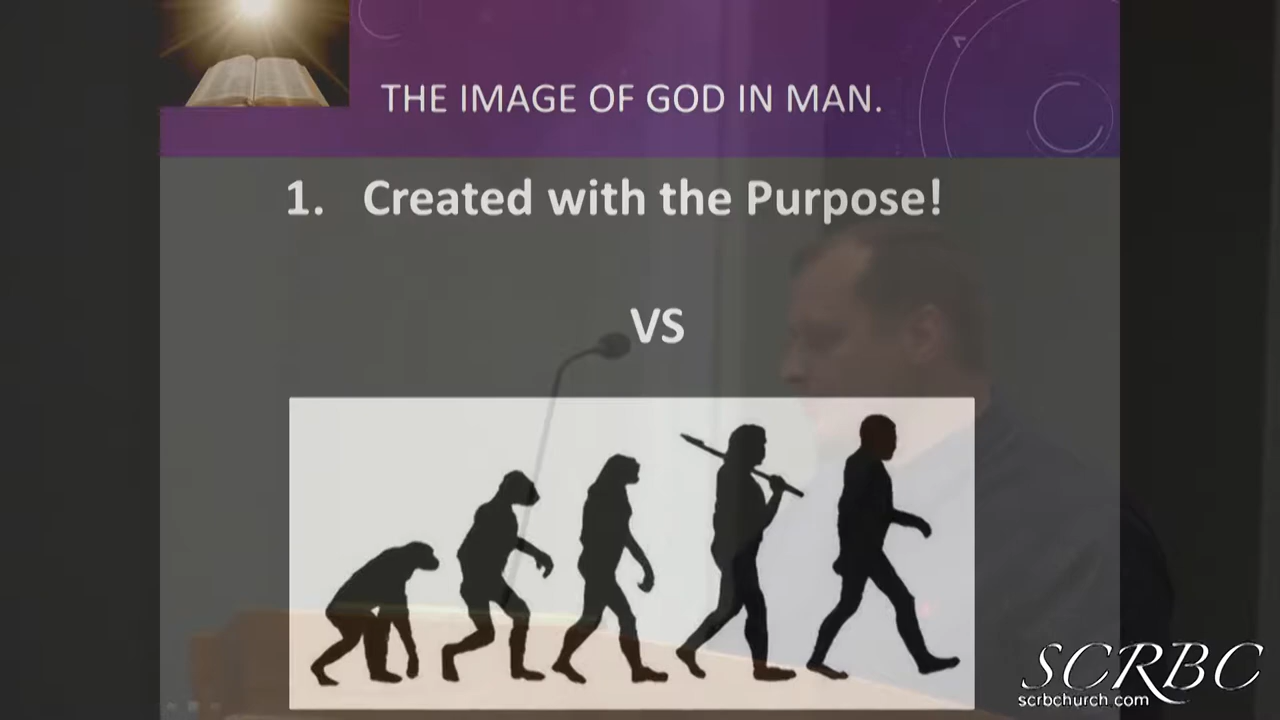 THE IMAGE OF GOD IN MAN.
1. Created with the Purpose!
VS
SCRBC
scrbchurch.com